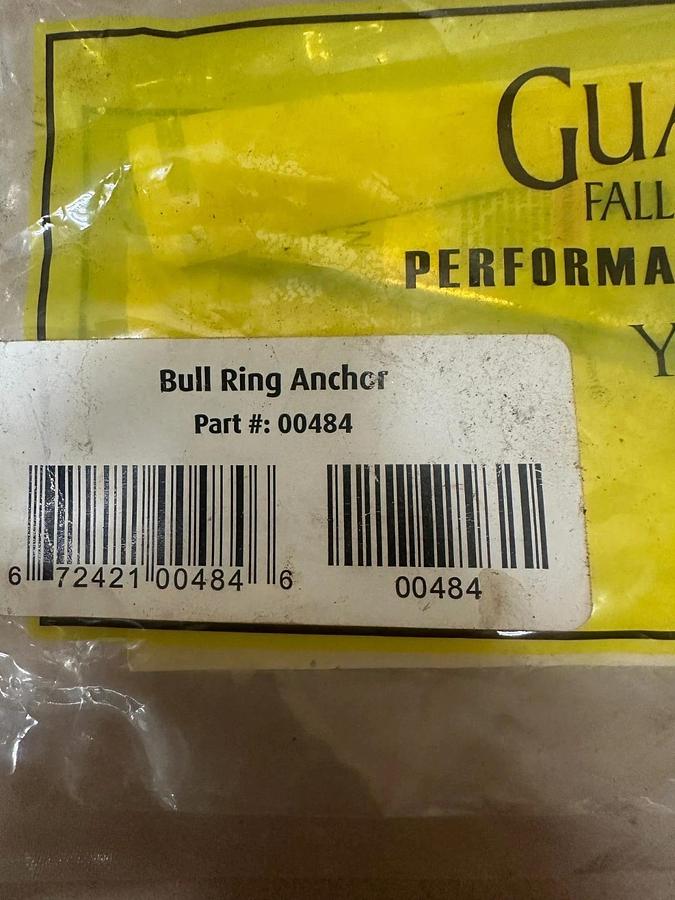 GUA
FALL
PERFORMA
Y
Bull Ring Anchor
Part #: 00484
6 72421 00484 6
00484